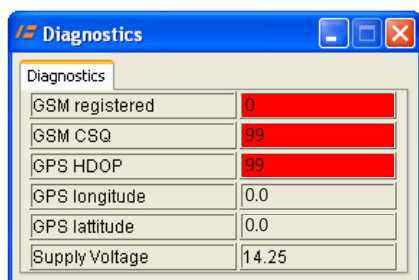 Diagnostics
Diagnostics
GSM registered 0
GSM CSQ 99
GPS HDOP 99
GPS longitude 0.0
GPS lattitude 0.0
Supply Voltage 14.25